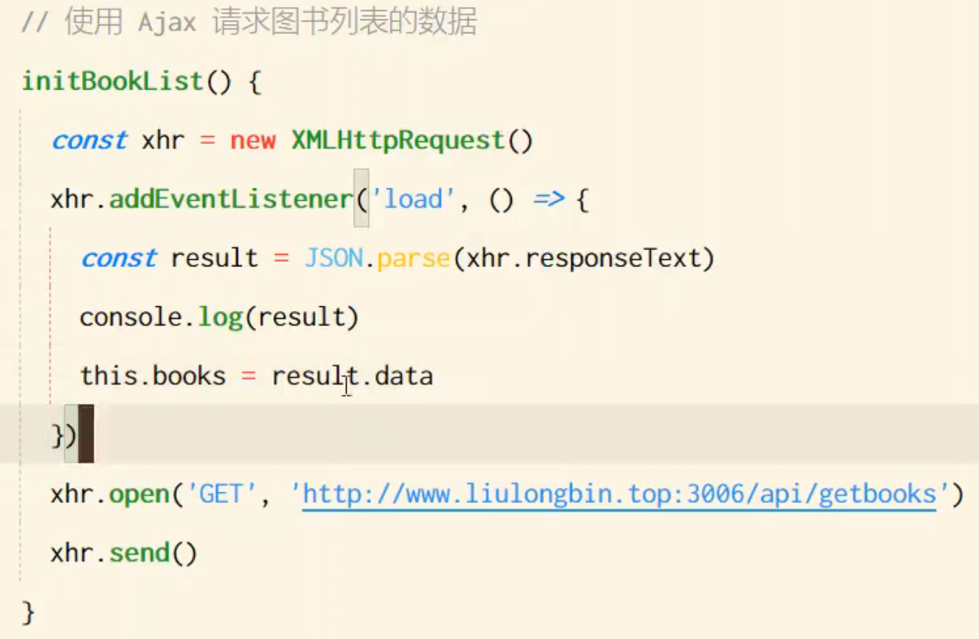 // 使用 Ajax 请求图书列表的数据
initBookList() {
const xhr = new XMLHttpRequest()
xhr.addEventListener('load', () => {
const result = JSON.parse(xhr.responseText)
console.log(result)
this.books = result.data
})
xhr.open('GET', 'http://www.liulongbin.top:3006/api/getbooks')
xhr.send()
}